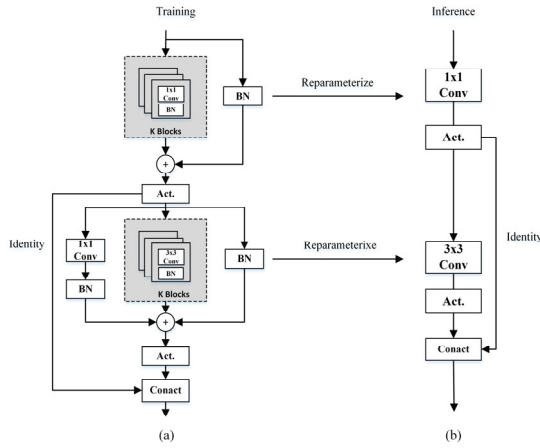 Training
Inference
1x1
Conv
BN
K Blocks
BN
Reparameterize
1x1
Conv
+
Act.
Act.
Identity
1x1
Conv
BN
3x3
Conv
BN
K Blocks
BN
Reparameterixe
3x3
Conv
Identity
+
Act.
Act.
Conact
Conact
(a)
(b)